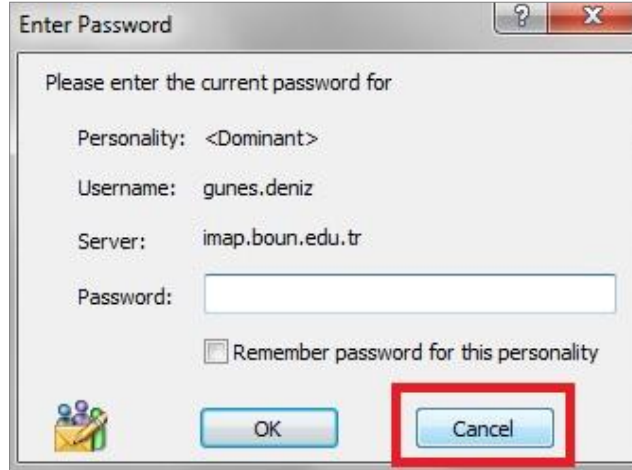 Enter Password
Please enter the current password for
Personality: <Dominant>
Username: gunes.deniz
Server: imap.boun.edu.tr
Password:
Remember password for this personality
OK Cancel